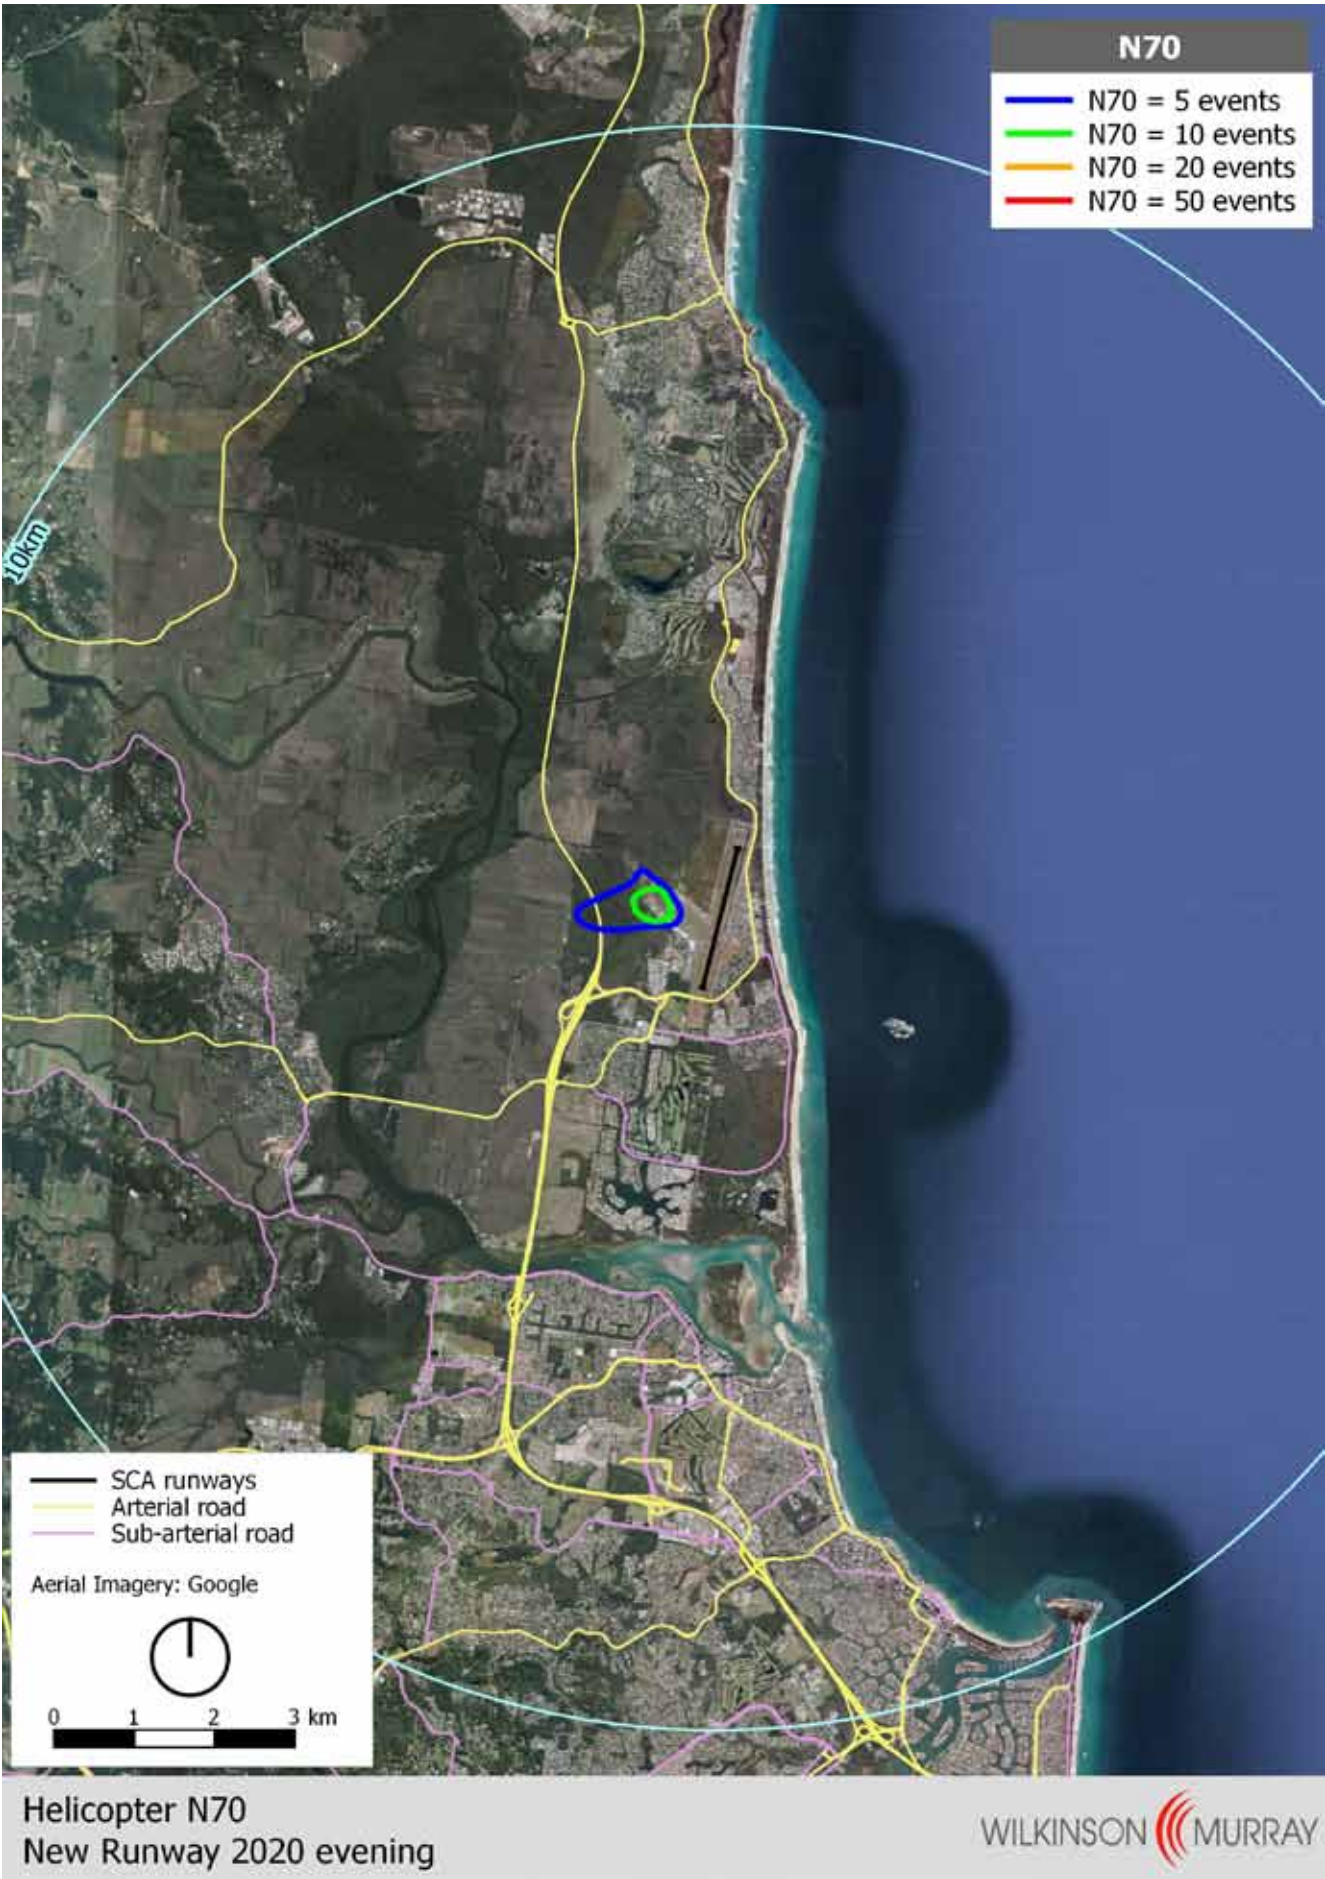 N70
N70 = 5 events
N70 = 10 events
N70 = 20 events
N70 = 50 events
10km
SCA runways
Arterial road
Sub-arterial road
Aerial Imagery: Google
0 1 2 3 km
Helicopter N70
New Runway 2020 evening
WILKINSON MURRAY